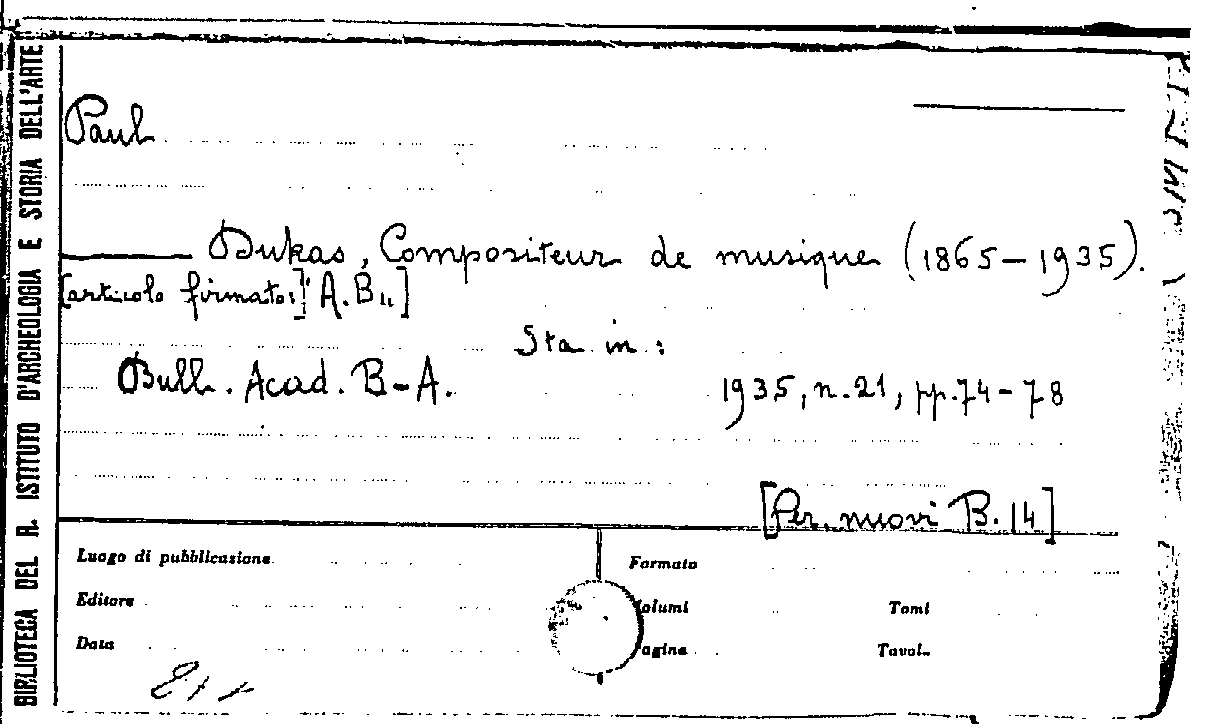 BIBLIOTECA DEL R. ISTITUTO D'ARCHEOLOGIA E STORIA DELL'ARTE
Paul
Dukas, Compositeur de musique (1865-1935).
[articolo firmato:] A.B.]
Sta in:
Bull. Acad. B-A. 1935, n.21, pp.74-78
[Per. nuovi B.14]
Luogo di pubblicazione Formato
Editore Volumi Tomi
Data Pagine Tavol.